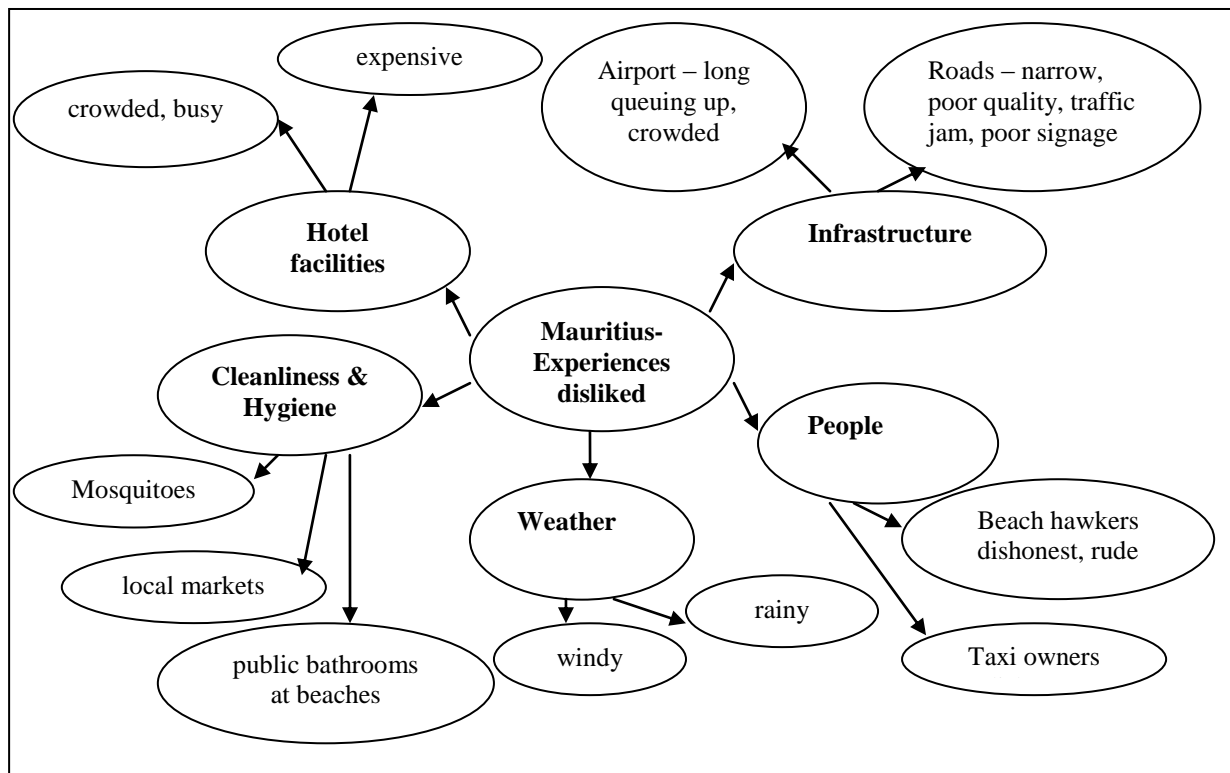 expensive
crowded, busy
Airport – long
queuing up,
crowded
Roads – narrow,
poor quality, traffic
jam, poor signage
Hotel
facilities
Infrastructure
Mauritius-
Experiences
disliked
Cleanliness &
Hygiene
People
Mosquitoes
Weather
Beach hawkers
dishonest, rude
local markets
rainy
public bathrooms
at beaches
windy
Taxi owners